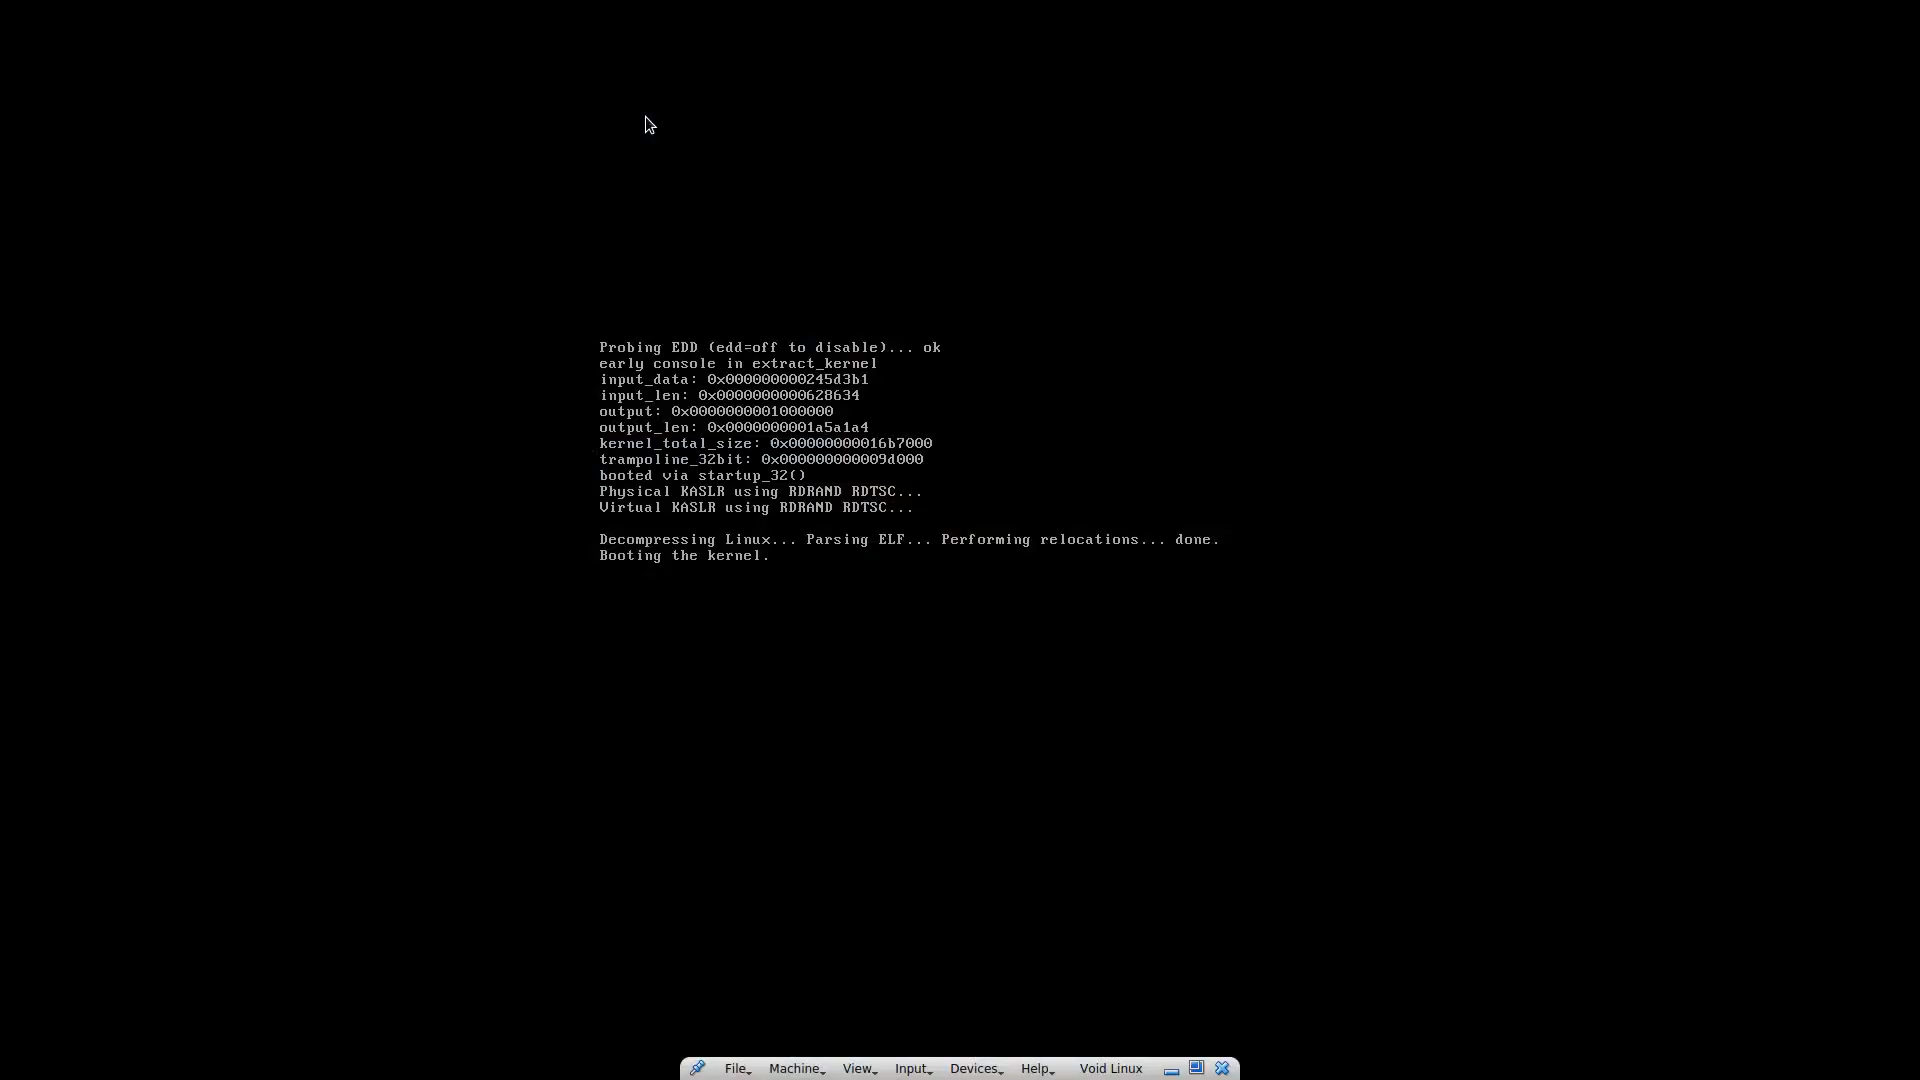 Probing EDD (edd=off to disable)... ok
early console in extract_kernel
input_data: 0x000000000245d3b1
input_len: 0x0000000000628634
output: 0x0000000001000000
output_len: 0x0000000001a5a1a4
kernel_total_size: 0x00000000016b7000
trampoline_32bit: 0x000000000009d000
booted via startup_32()
Physical KASLR using RDRAND RDTSC...
Virtual KASLR using RDRAND RDTSC...
Decompressing Linux... Parsing ELF... Performing relocations... done.
Booting the kernel.
File Machine View Input Devices Help Void Linux